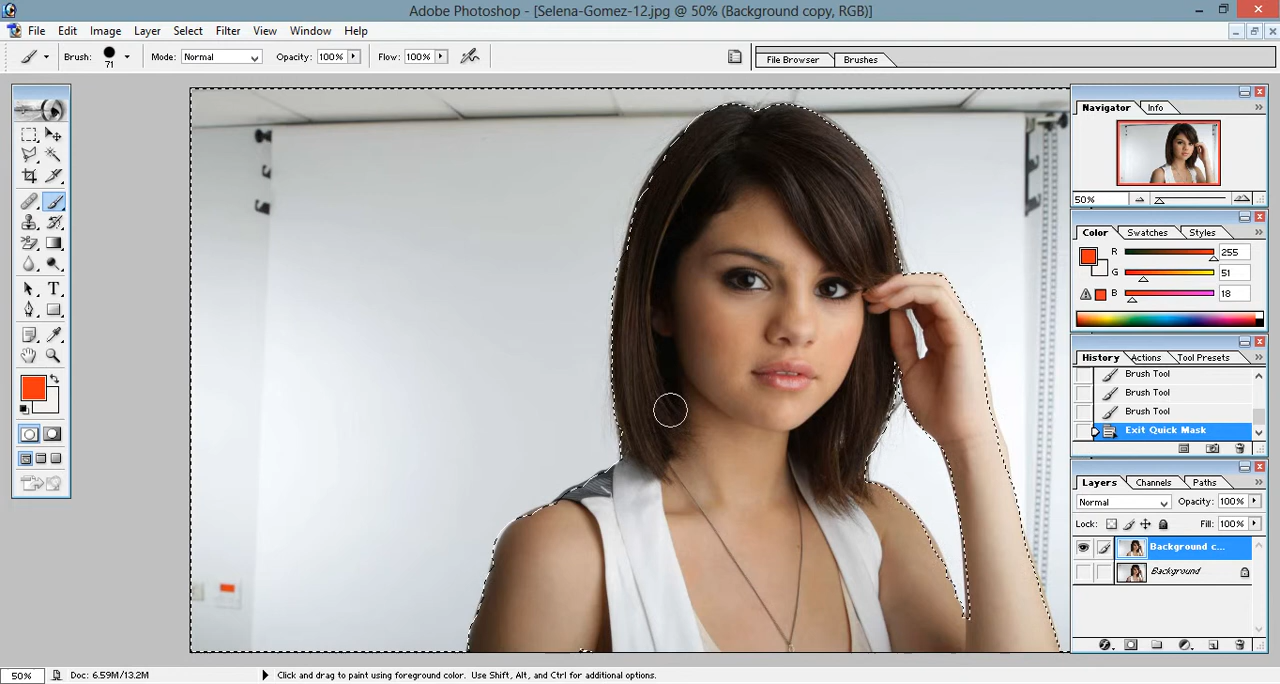 Adobe Photoshop - [Selena-Gomez-12.jpg @ 50% (Background copy, RGB)]
File Edit Image Layer Select Filter View Window Help
Brush: 71 Mode: Normal Opacity: 100% Flow: 100% File Browser Brushes
Navigator Info
50%
Color Swatches Styles
R 255
G 51
B 18
History Actions Tool Presets
Brush Tool
Brush Tool
Brush Tool
Exit Quick Mask
Layers Channels Paths
Normal Opacity: 100%
Lock: Fill: 100%
Background c...
Background
50% Doc: 6.59M/13.2M Click and drag to paint using foreground color. Use Shift, Alt, and Ctrl for additional options.